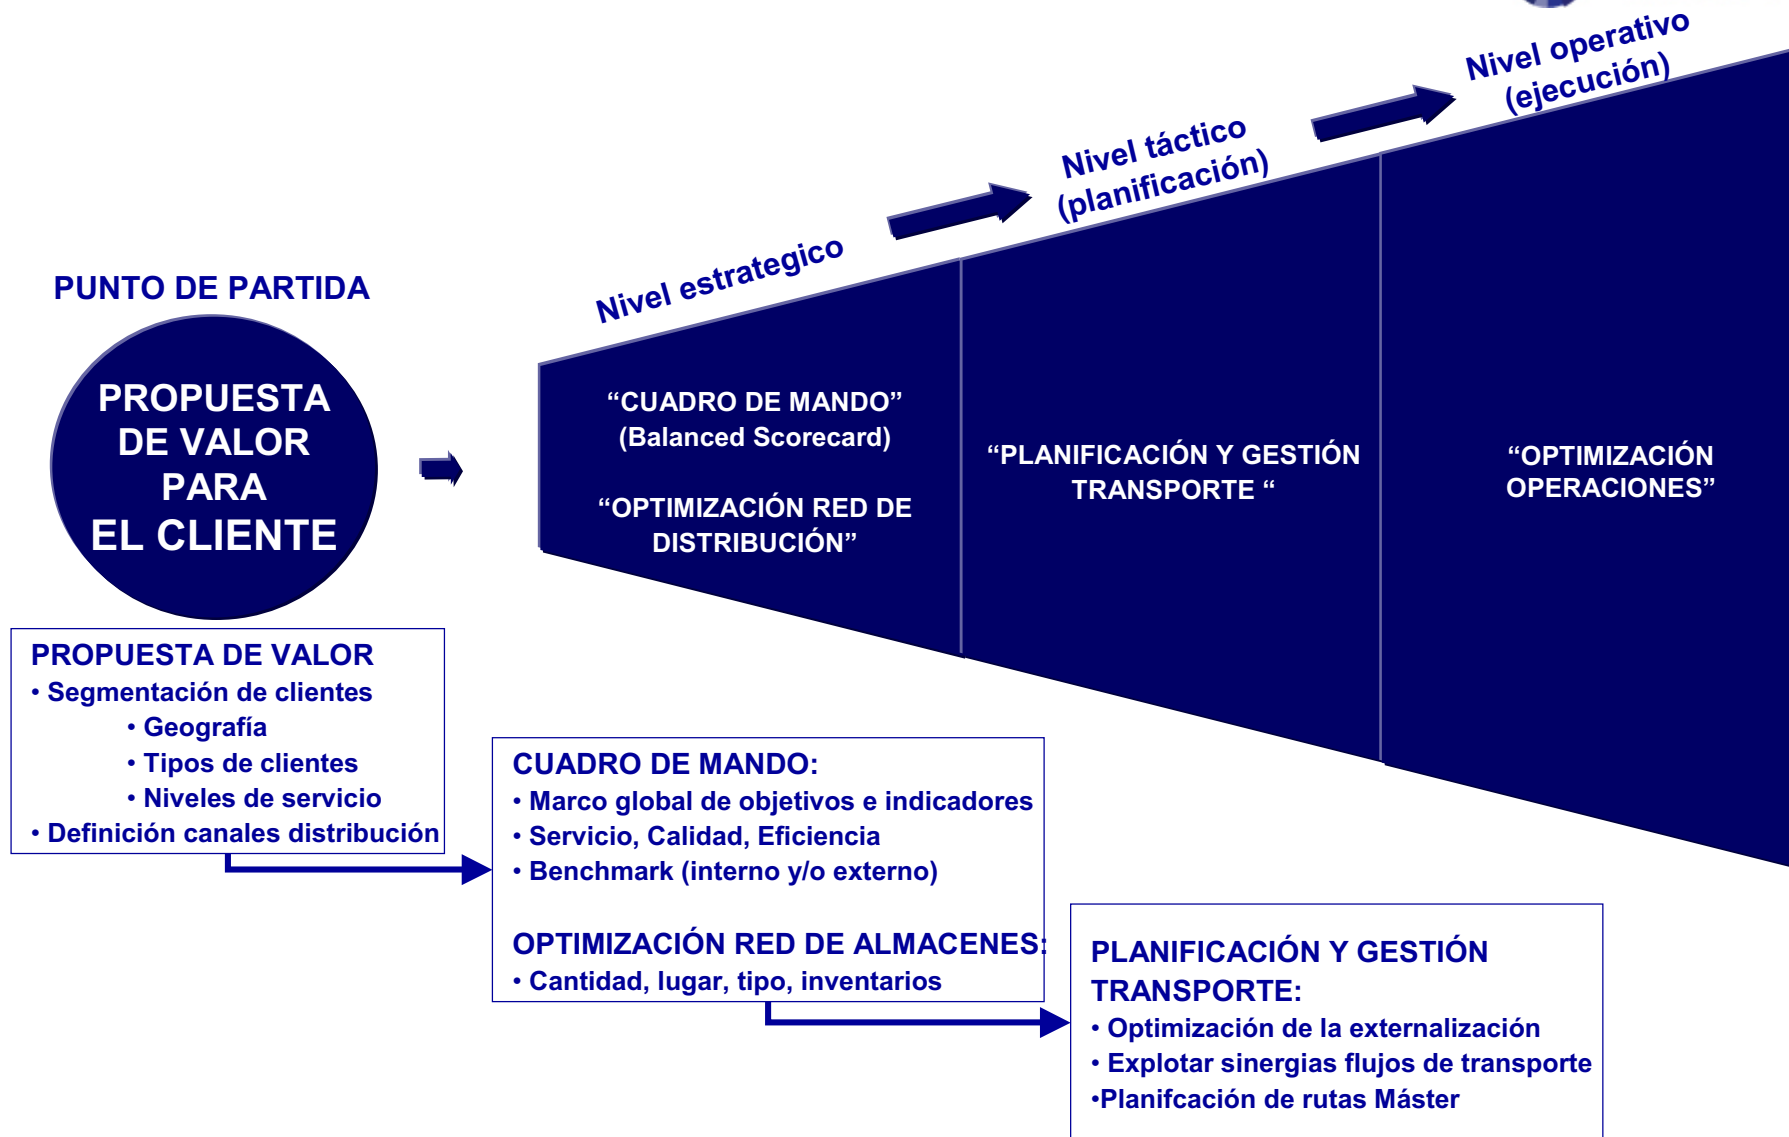 Nivel operativo
(ejecución)
Nivel táctico
(planificación)
Nivel estrategico
PUNTO DE PARTIDA
PROPUESTA
DE VALOR
PARA
EL CLIENTE
“CUADRO DE MANDO”
(Balanced Scorecard)
“OPTIMIZACIÓN RED DE
DISTRIBUCIÓN”
“PLANIFICACIÓN Y GESTIÓN
TRANSPORTE “
“OPTIMIZACIÓN
OPERACIONES”
PROPUESTA DE VALOR
• Segmentación de clientes
• Geografía
• Tipos de clientes
• Niveles de servicio
• Definición canales distribución
CUADRO DE MANDO:
• Marco global de objetivos e indicadores
• Servicio, Calidad, Eficiencia
• Benchmark (interno y/o externo)
OPTIMIZACIÓN RED DE ALMACENES:
• Cantidad, lugar, tipo, inventarios
PLANIFICACIÓN Y GESTIÓN
TRANSPORTE:
• Optimización de la externalización
• Explotar sinergias flujos de transporte
•Planifcación de rutas Máster